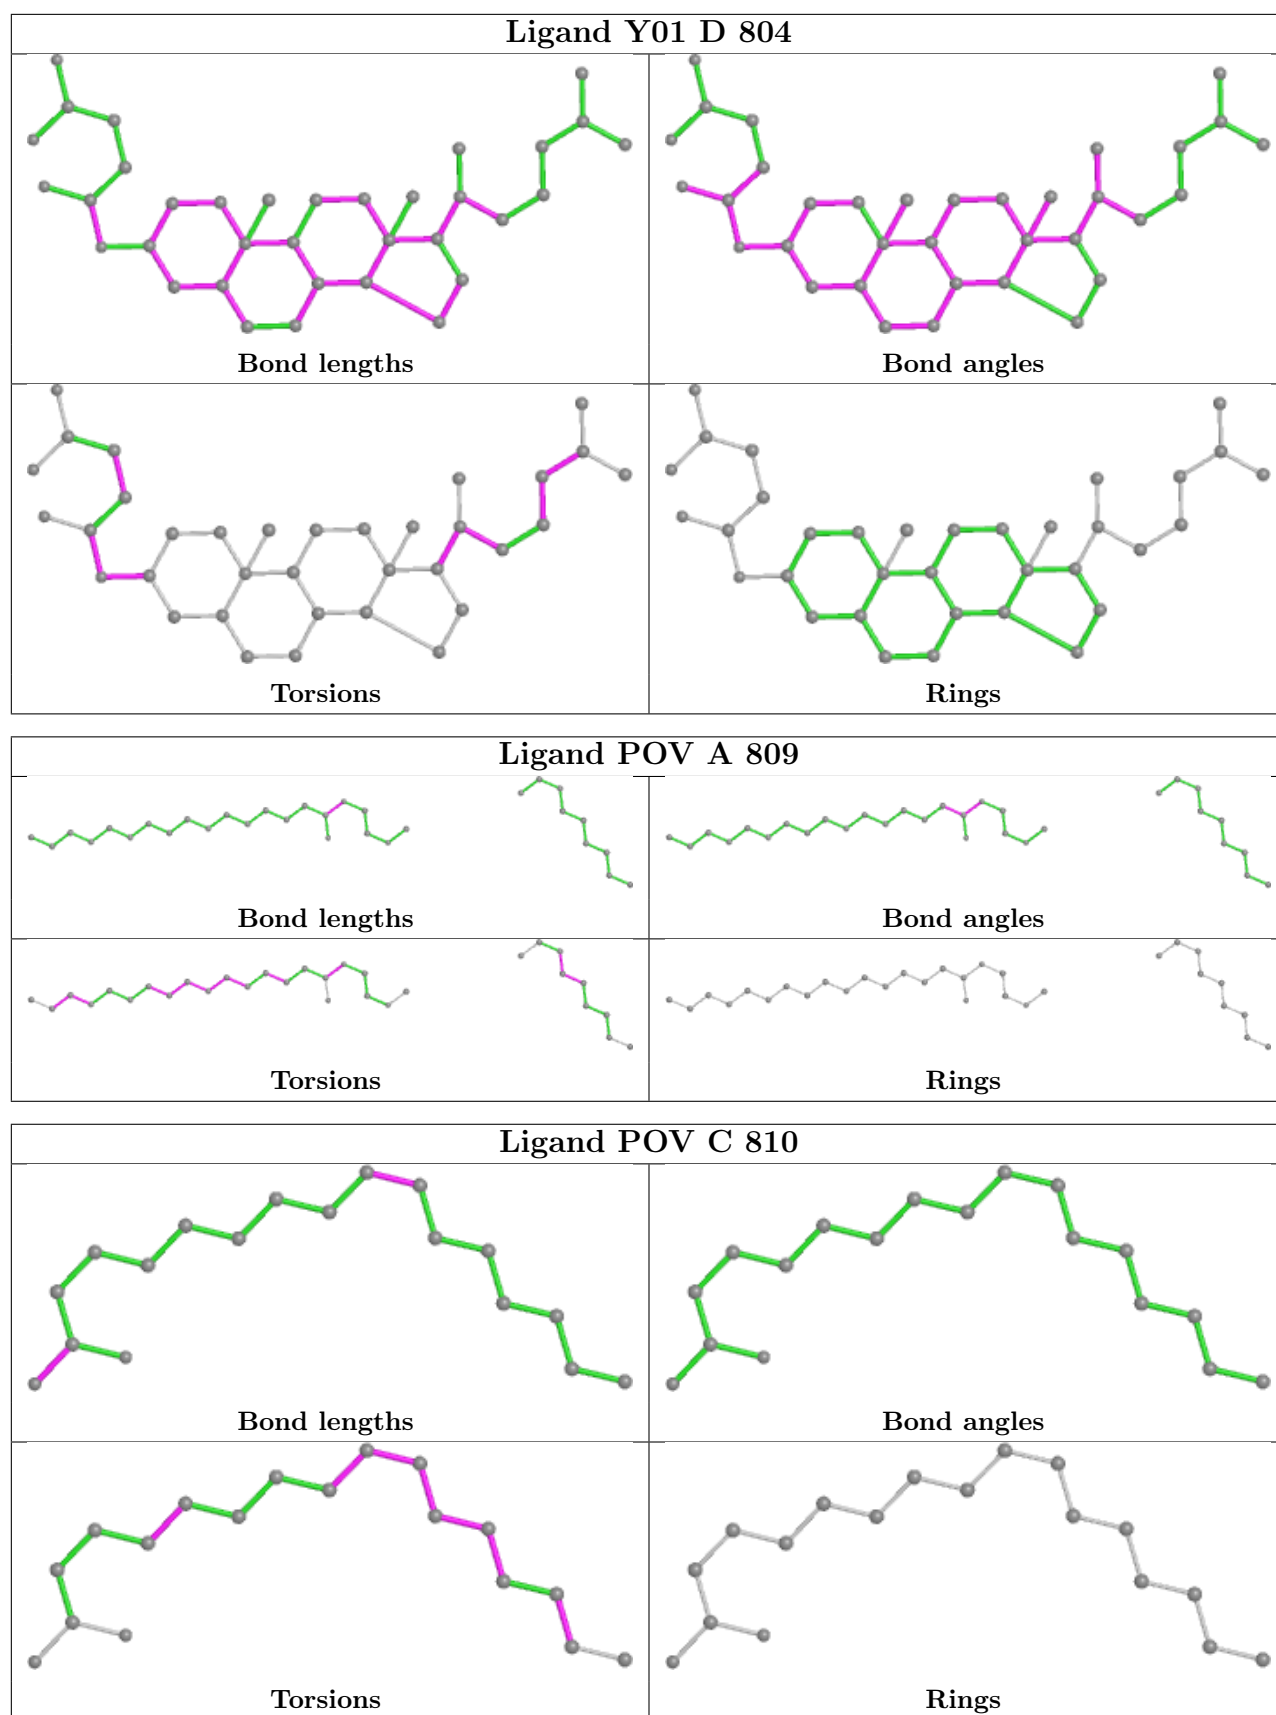 Ligand Y01 D 804
Bond lengths
Bond angles
Torsions
Rings
Ligand POV A 809
Bond lengths
Bond angles
Torsions
Rings
Ligand POV C 810
Bond lengths
Bond angles
Torsions
Rings